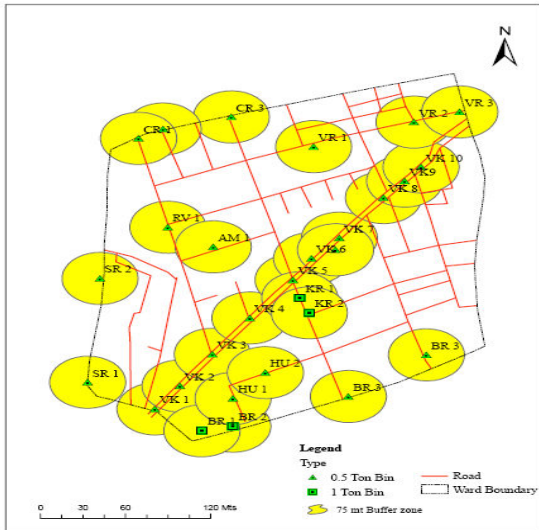 N
CR 3
VR 3
VR 2
CR 1
VR 1
VK 10
VK9
VK 8
RV 1
AM 1
VK 7
VK 6
SR 2
VK 5
KR 1
KR 2
VK 4
VK 3
BR 3
HU 2
SR 1
VK 2
HU 1
BR 3
VK 1
BR 1
BR 2
Legend
Type
0.5 Ton Bin
Road
1 Ton Bin
Ward Boundary
75 mt Buffer zone
0 30 60 120 Mts